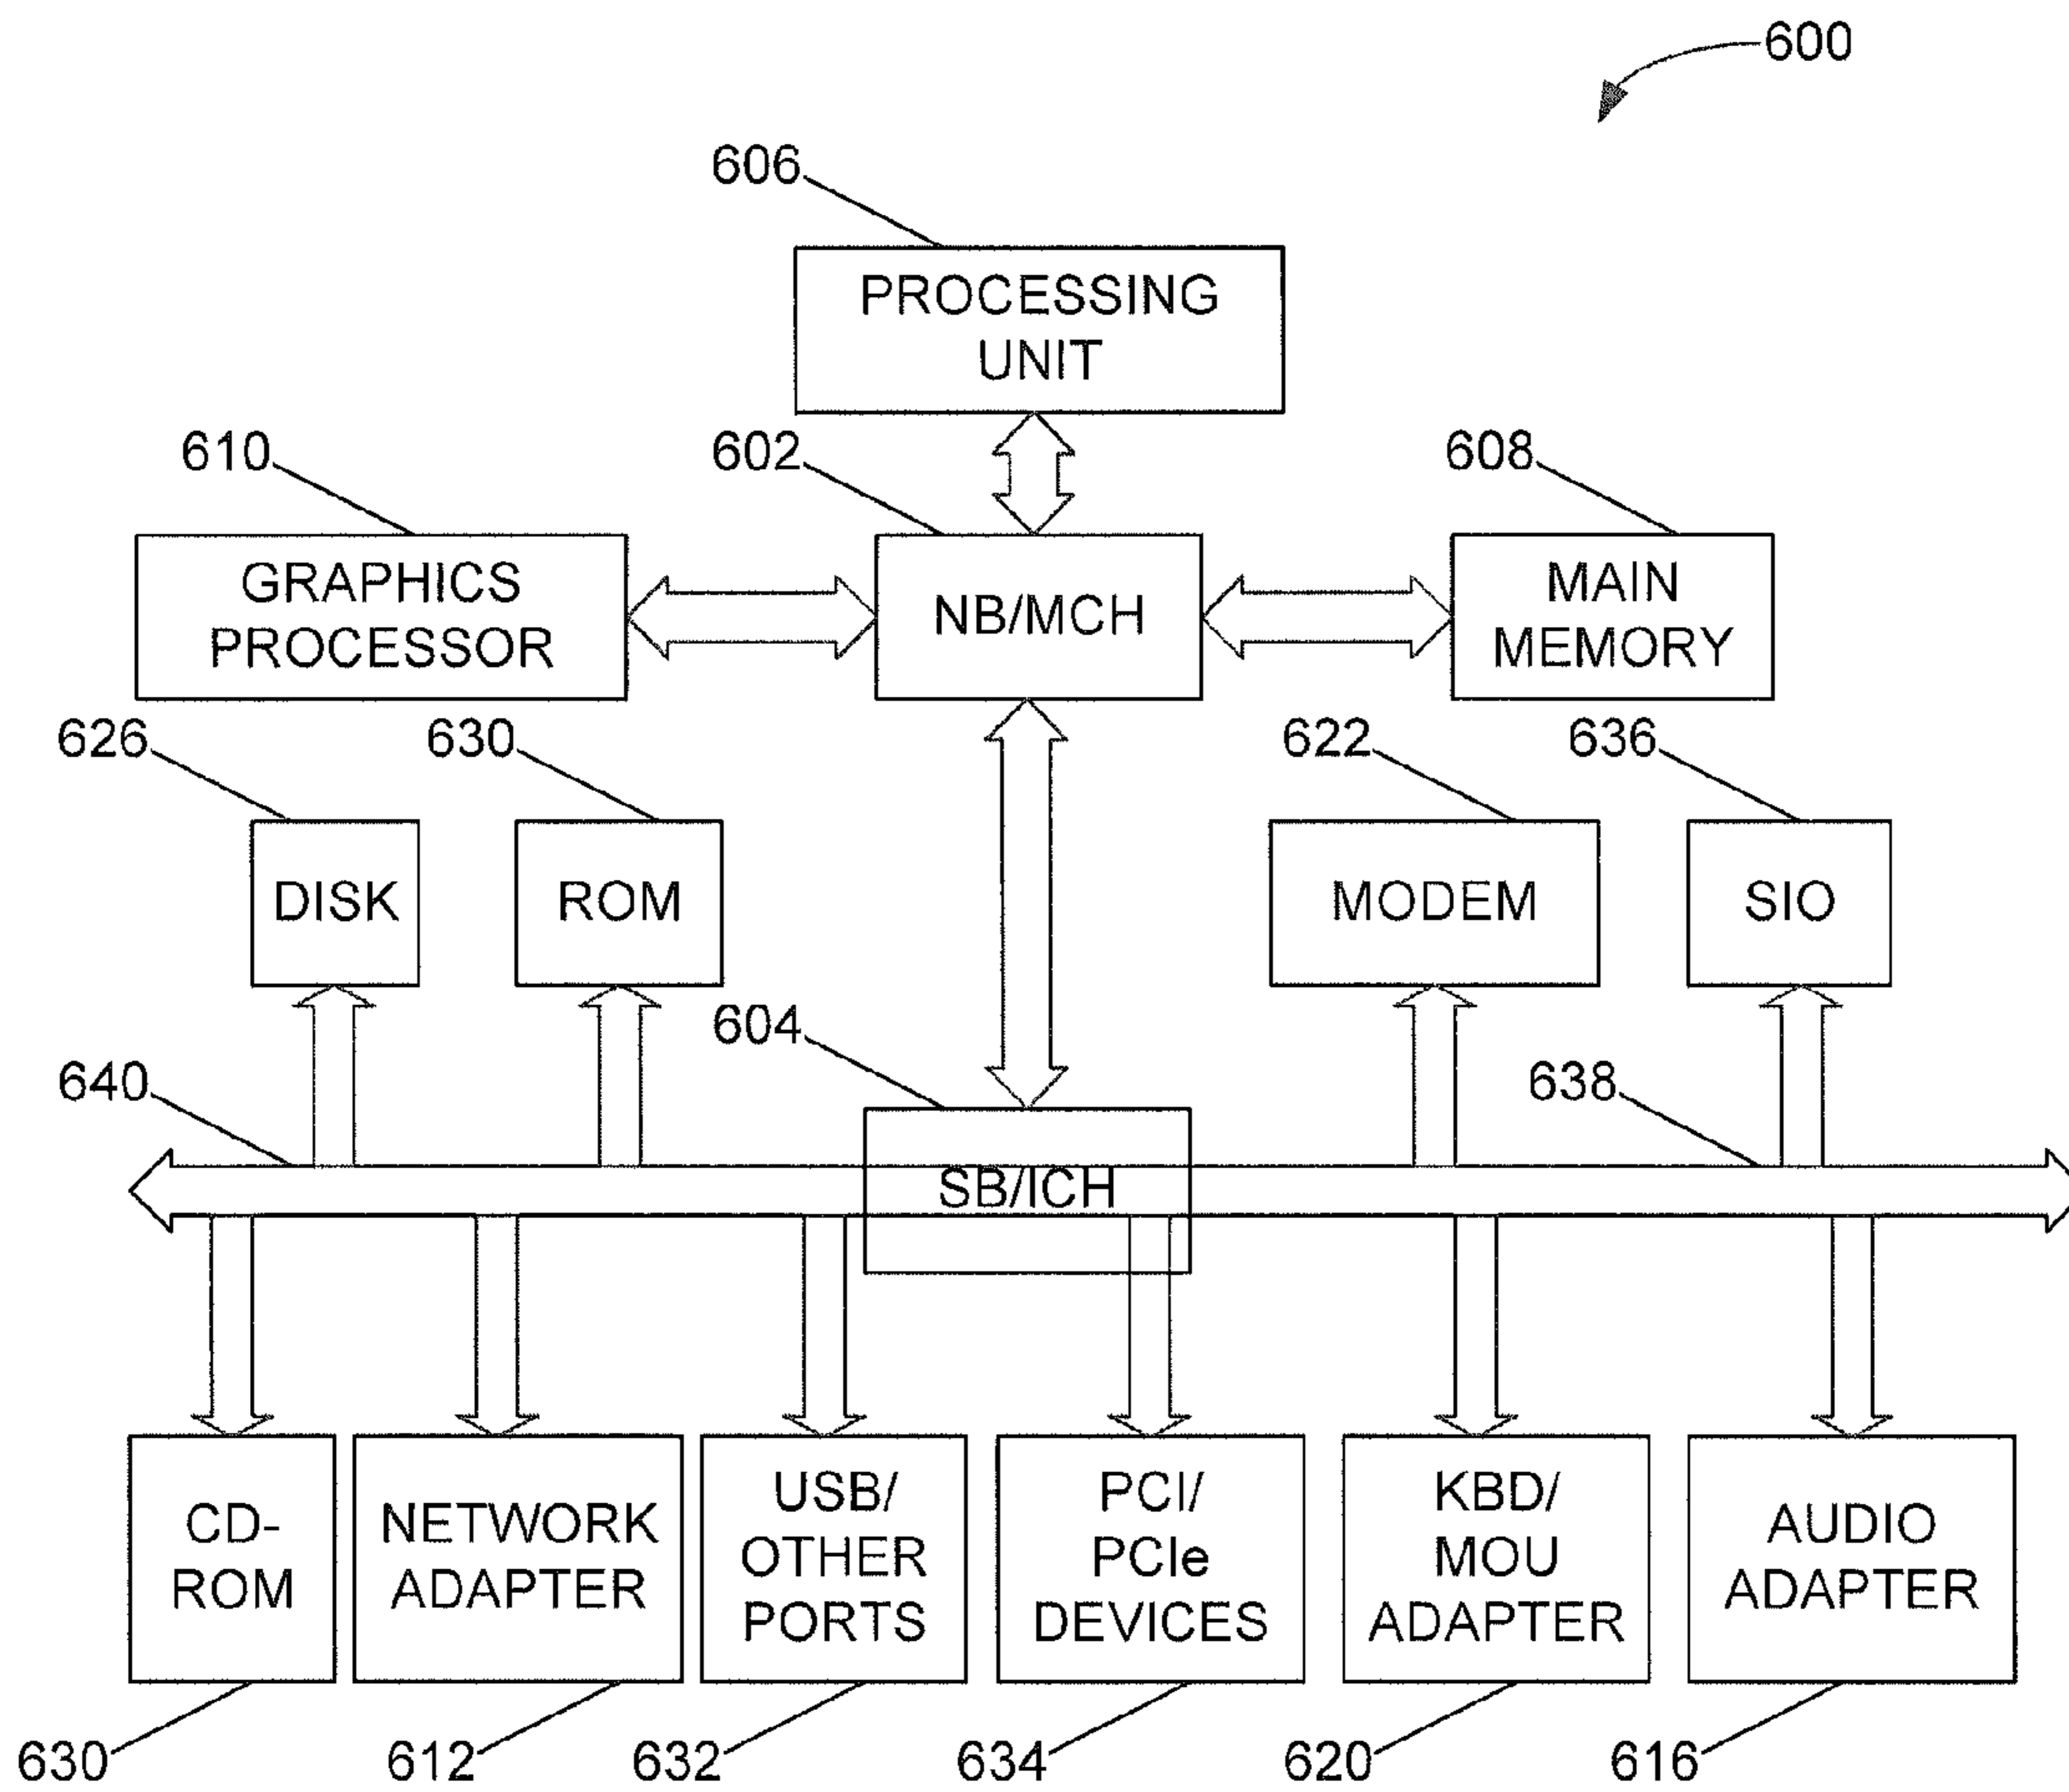 600
606
PROCESSING
UNIT
610
602
608
GRAPHICS
PROCESSOR
NB/MCH
MAIN
MEMORY
626
630
622
636
DISK
ROM
MODEM
SIO
604
640
638
SB/ICH
CD-
ROM
NETWORK
ADAPTER
USB/
OTHER
PORTS
PCI/
PCIe
DEVICES
KBD/
MOU
ADAPTER
AUDIO
ADAPTER
630
612
632
634
620
616